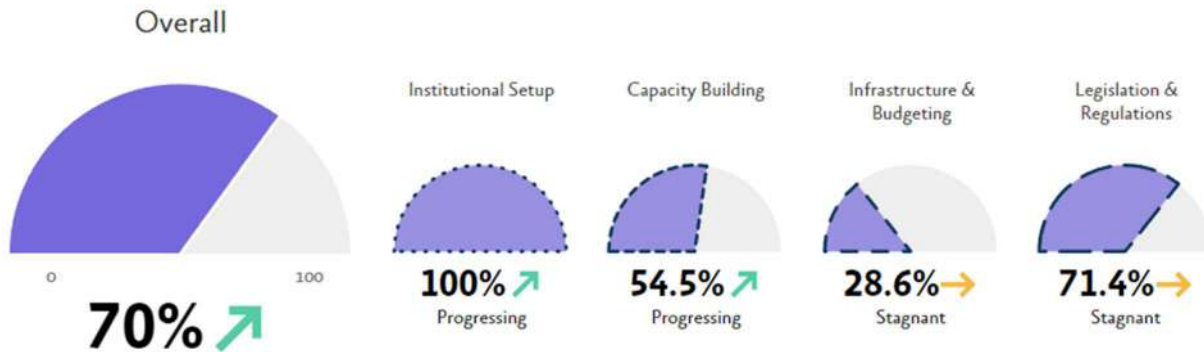 Overall
0
100
70%
Institutional Setup
100%
Progressing
Capacity Building
54.5%
Progressing
Infrastructure &
Budgeting
28.6%
Stagnant
Legislation &
Regulations
71.4%
Stagnant